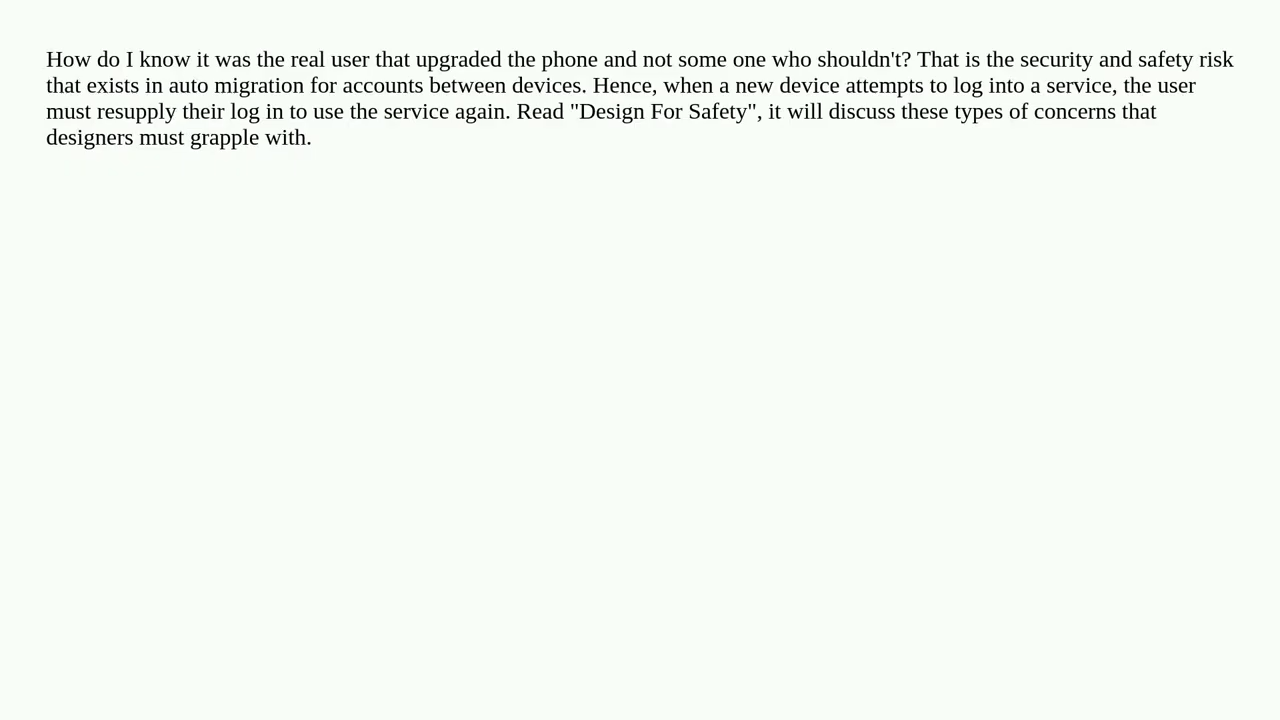 How do I know it was the real user that upgraded the phone and not some one who shouldn't? That is the security and safety risk
that exists in auto migration for accounts between devices. Hence, when a new device attempts to log into a service, the user
must resupply their log in to use the service again. Read "Design For Safety", it will discuss these types of concerns that
designers must grapple with.